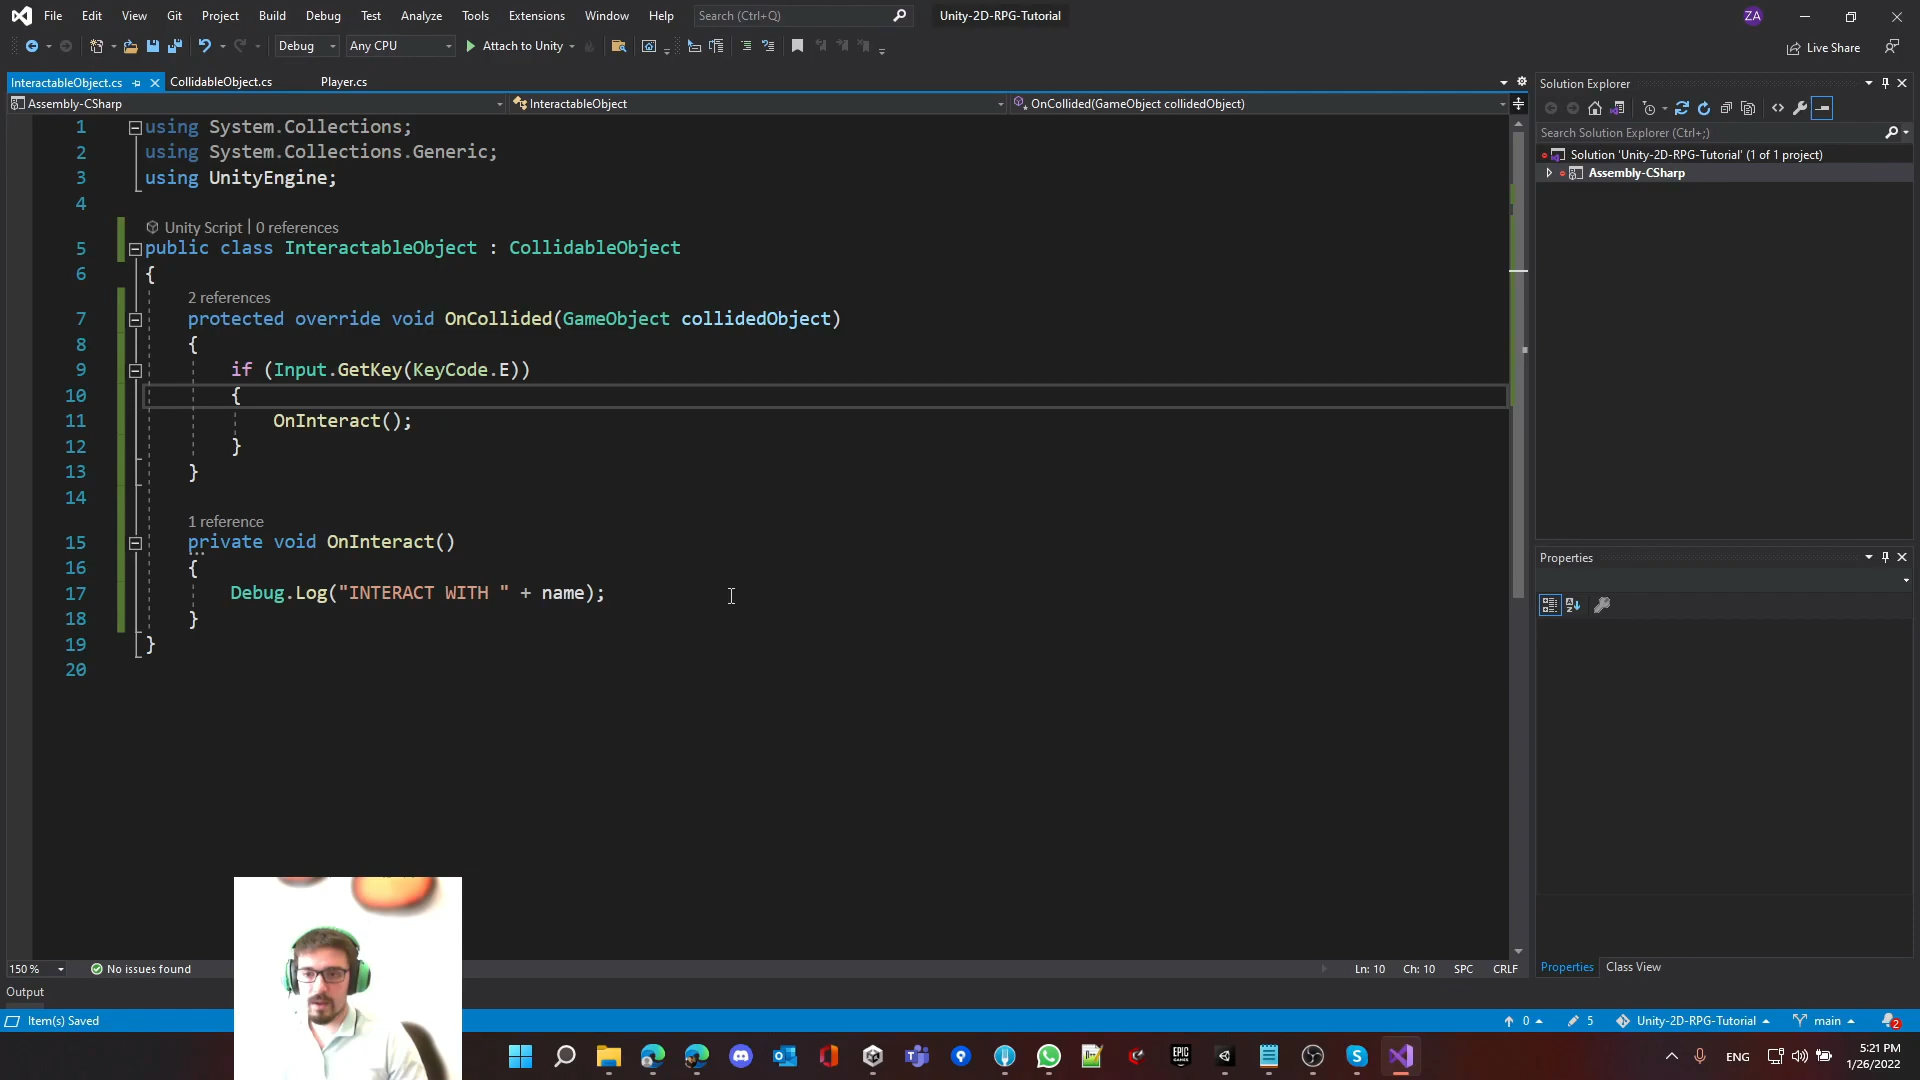 File Edit View Git Project Build Debug Test Analyze Tools Extensions Window Help Search (Ctrl+Q) Unity-2D-RPG-Tutorial ZA
Debug Any CPU Attach to Unity Live Share
InteractableObject.cs CollidableObject.cs Player.cs
Assembly-CSharp InteractableObject OnCollided(GameObject collidedObject)
1 using System.Collections;
2 using System.Collections.Generic;
3 using UnityEngine;
4
Unity Script | 0 references
5 public class InteractableObject : CollidableObject
6 {
2 references
7 protected override void OnCollided(GameObject collidedObject)
8 {
9 if (Input.GetKey(KeyCode.E))
10 {
11 OnInteract();
12 }
13 }
14
1 reference
15 private void OnInteract()
16 {
17 Debug.Log("INTERACT WITH " + name);
18 }
19 }
20
Solution Explorer
Search Solution Explorer (Ctrl+;)
Solution 'Unity-2D-RPG-Tutorial' (1 of 1 project)
Assembly-CSharp
Properties
Properties Class View
150 % No issues found Ln: 10 Ch: 10 SPC CRLF
Output
Item(s) Saved 0 5 Unity-2D-RPG-Tutorial main 2
EPIC GAMES
ENG
5:21 PM
1/26/2022